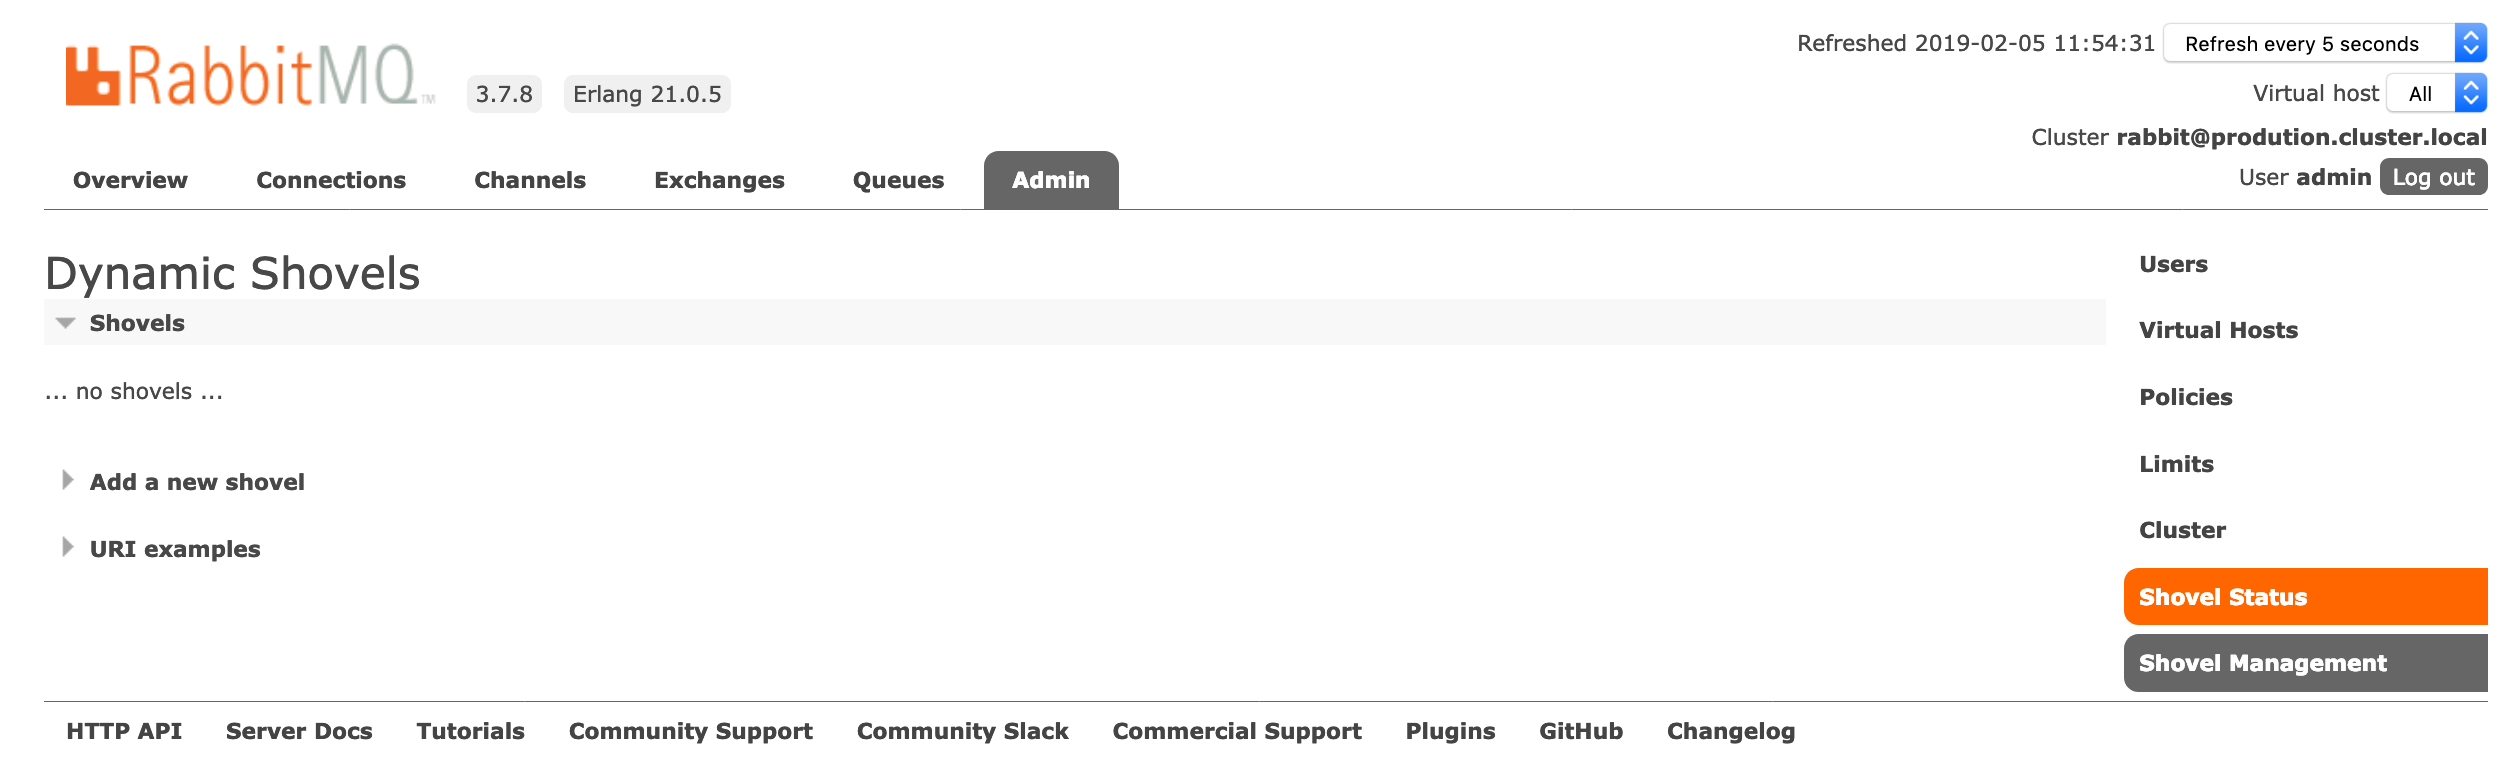 RabbitMQ™
3.7.8
Erlang 21.0.5
Refreshed 2019-02-05 11:54:31 Refresh every 5 seconds
Virtual host All
Cluster rabbit@prodution.cluster.local
User admin Log out
Overview Connections Channels Exchanges Queues Admin
Dynamic Shovels
Shovels
... no shovels ...
Add a new shovel
URI examples
Users
Virtual Hosts
Policies
Limits
Cluster
Shovel Status
Shovel Management
HTTP API Server Docs Tutorials Community Support Community Slack Commercial Support Plugins GitHub Changelog